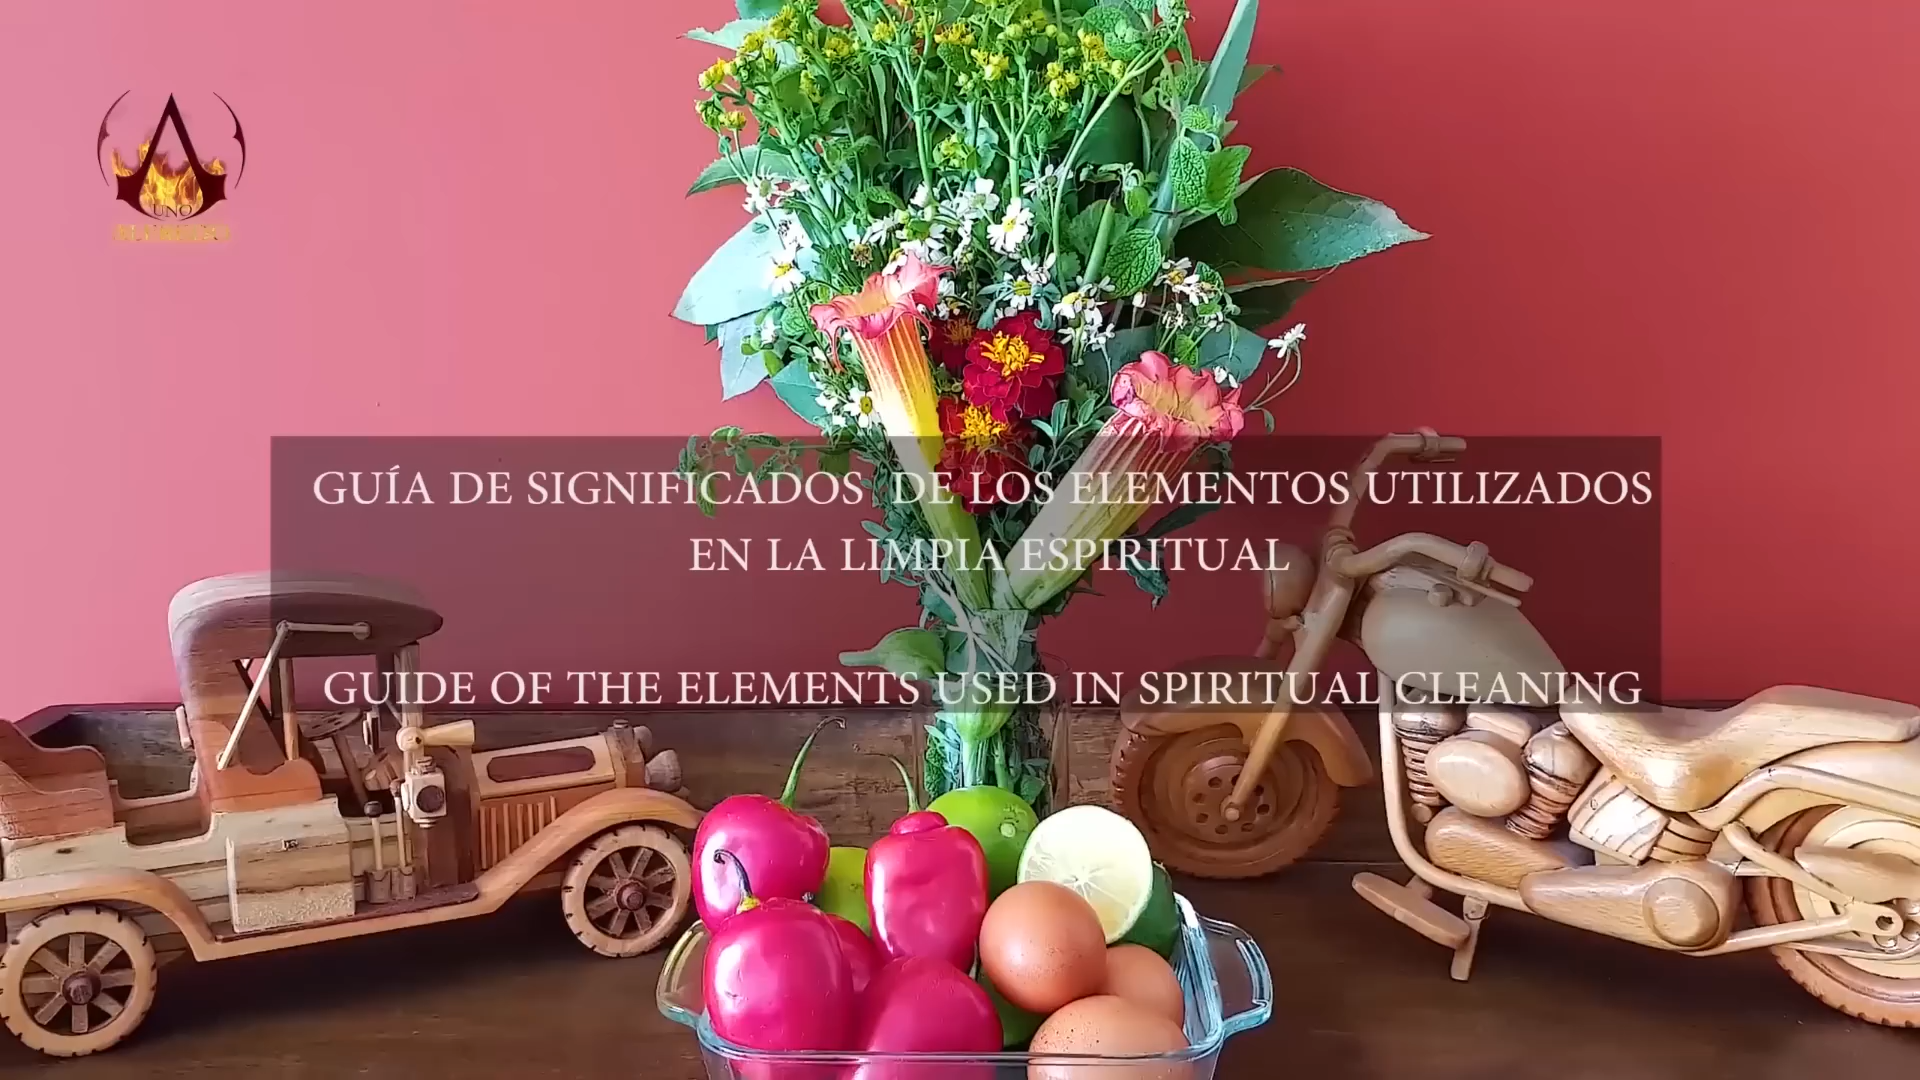 UNO
GUÍA DE SIGNIFICADOS DE LOS ELEMENTOS UTILIZADOS
EN LA LIMPIA ESPIRITUAL
GUIDE OF THE ELEMENTS USED IN SPIRITUAL CLEANING